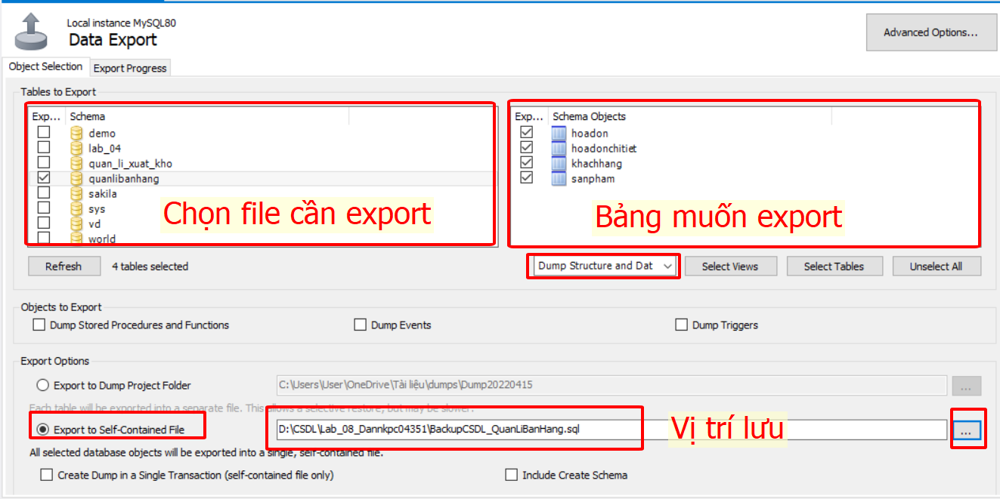 Local instance MySQL80
Data Export
Advanced Options...
Object Selection
Export Progress
Tables to Export
Exp... Schema
demo
lab_04
quan_li_xuat_kho
quanlibanhang
sakila
sys
vd
world
Chọn file cần export
Exp... Schema Objects
hoadon
hoadonchitiet
khachhang
sanpham
Bảng muốn export
Refresh
4 tables selected
Dump Structure and Dat
Select Views
Select Tables
Unselect All
Objects to Export
Dump Stored Procedures and Functions
Dump Events
Dump Triggers
Export Options
Export to Dump Project Folder
C:\Users\User\OneDrive\Tài liệu\dumps\Dump20220415
...
Each table will be exported into a separate file. This allows a selective restore, but may be slower.
Export to Self-Contained File
D:\CSDL\Lab_08_Dannkpc04351\BackupCSDL_QuanLiBanHang.sql
Vị trí lưu
...
All selected database objects will be exported into a single, self-contained file.
Create Dump in a Single Transaction (self-contained file only)
Include Create Schema